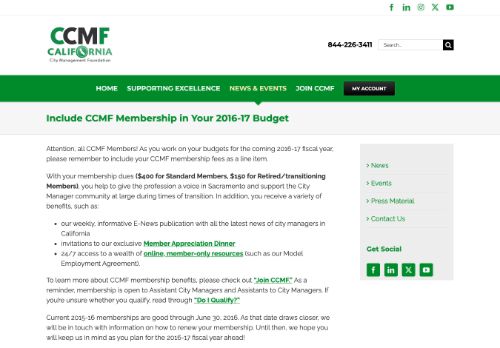 CCMF
CALIFORNIA
City Management Foundation
844-226-3411
Search...
HOME SUPPORTING EXCELLENCE NEWS & EVENTS JOIN CCMF MY ACCOUNT
Include CCMF Membership in Your 2016-17 Budget
Attention, all CCMF Members! As you work on your budgets for the coming 2016-17 fiscal year,
please remember to include your CCMF membership fees as a line item.
With your membership dues ($400 for Standard Members, $150 for Retired/transitioning
Members), you help to give the profession a voice in Sacramento and support the City
Manager community at large during times of transition. In addition, you receive a variety of
benefits, such as:
• our weekly, informative E-News publication with all the latest news of city managers in
California
• invitations to our exclusive Member Appreciation Dinner
• 24/7 access to a wealth of online, member-only resources (such as our Model
Employment Agreement).
To learn more about CCMF membership benefits, please check out "Join CCMF." As a
reminder, membership is open to Assistant City Managers and Assistants to City Managers. If
you're unsure whether you qualify, read through "Do I Qualify?"
Current 2015-16 memberships are good through June 30, 2016. As that date draws closer, we
will be in touch with information on how to renew your membership. Until then, we hope you
will keep us in mind as you plan for the 2016-17 fiscal year ahead!
> News
> Events
> Press Material
> Contact Us
Get Social